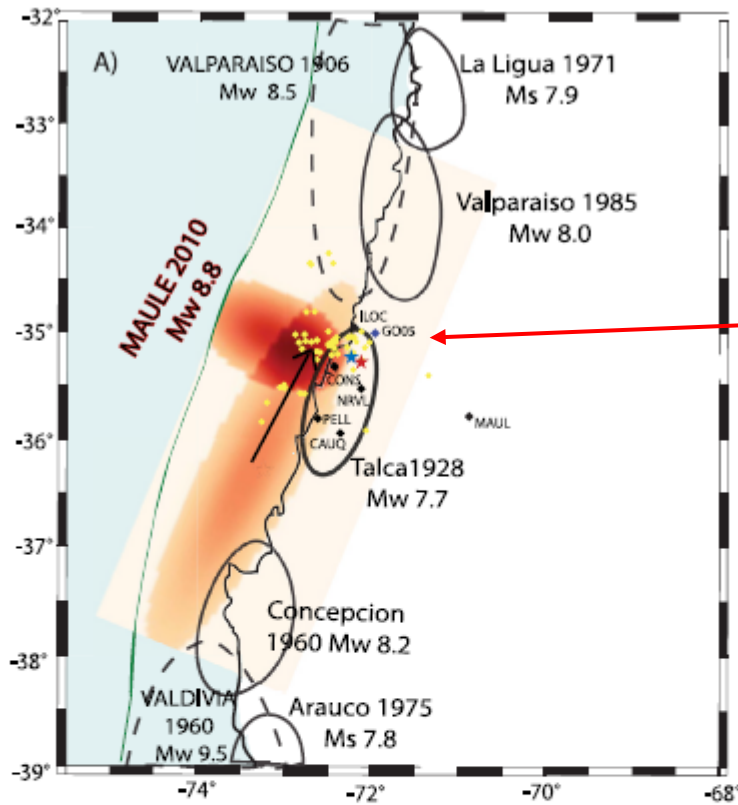 -32°
A)
VALPARAISO 1906
Mw 8.5
La Ligua 1971
Ms 7.9
-33°
Valparaiso 1985
Mw 8.0
-34°
MAULE 2010
Mw 8.8
-35°
ILOC
GO0S
CONS
NRVL
PELL
CAUQ
MAUL
-36°
Talca1928
Mw 7.7
-37°
Concepcion
1960 Mw 8.2
-38°
VALDIVIA
1960
Mw 9.5
Arauco 1975
Ms 7.8
-39°
-74°
-72°
-70°
-68°